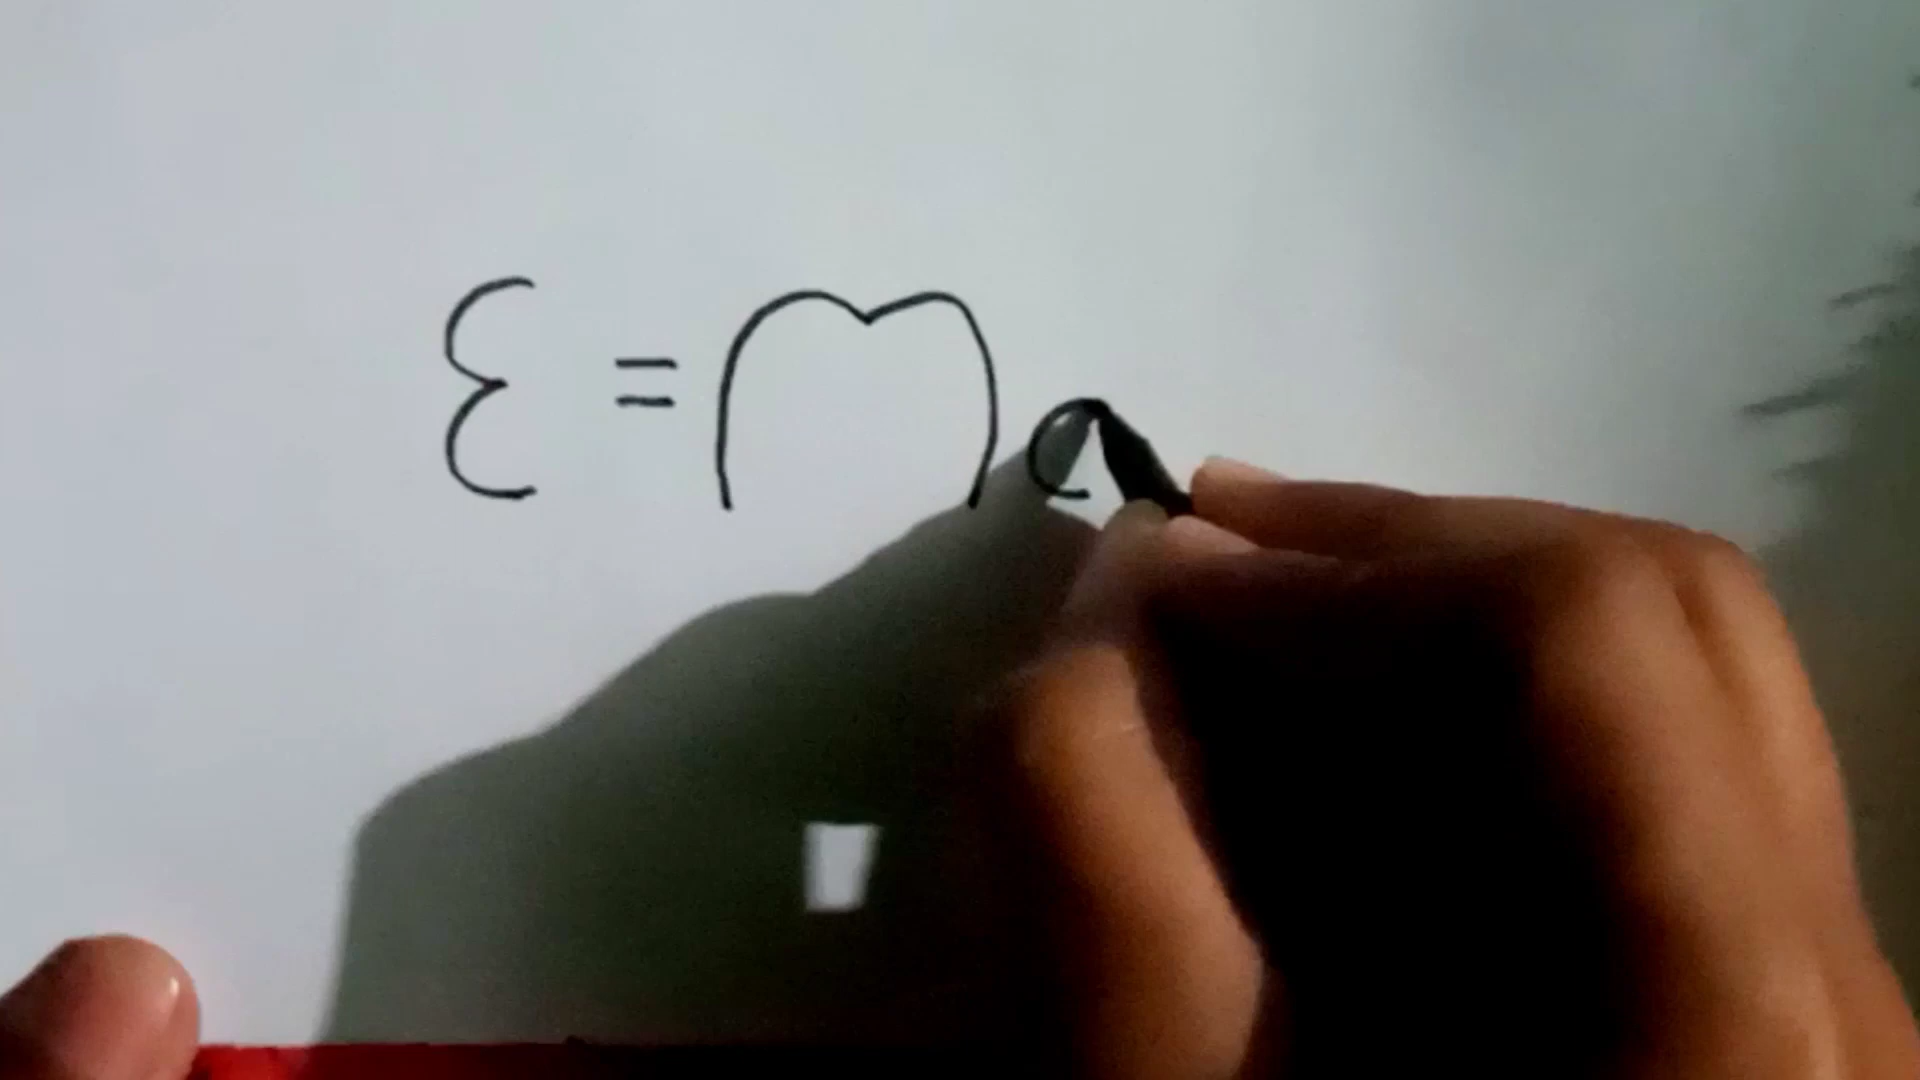 Ɛ = mc